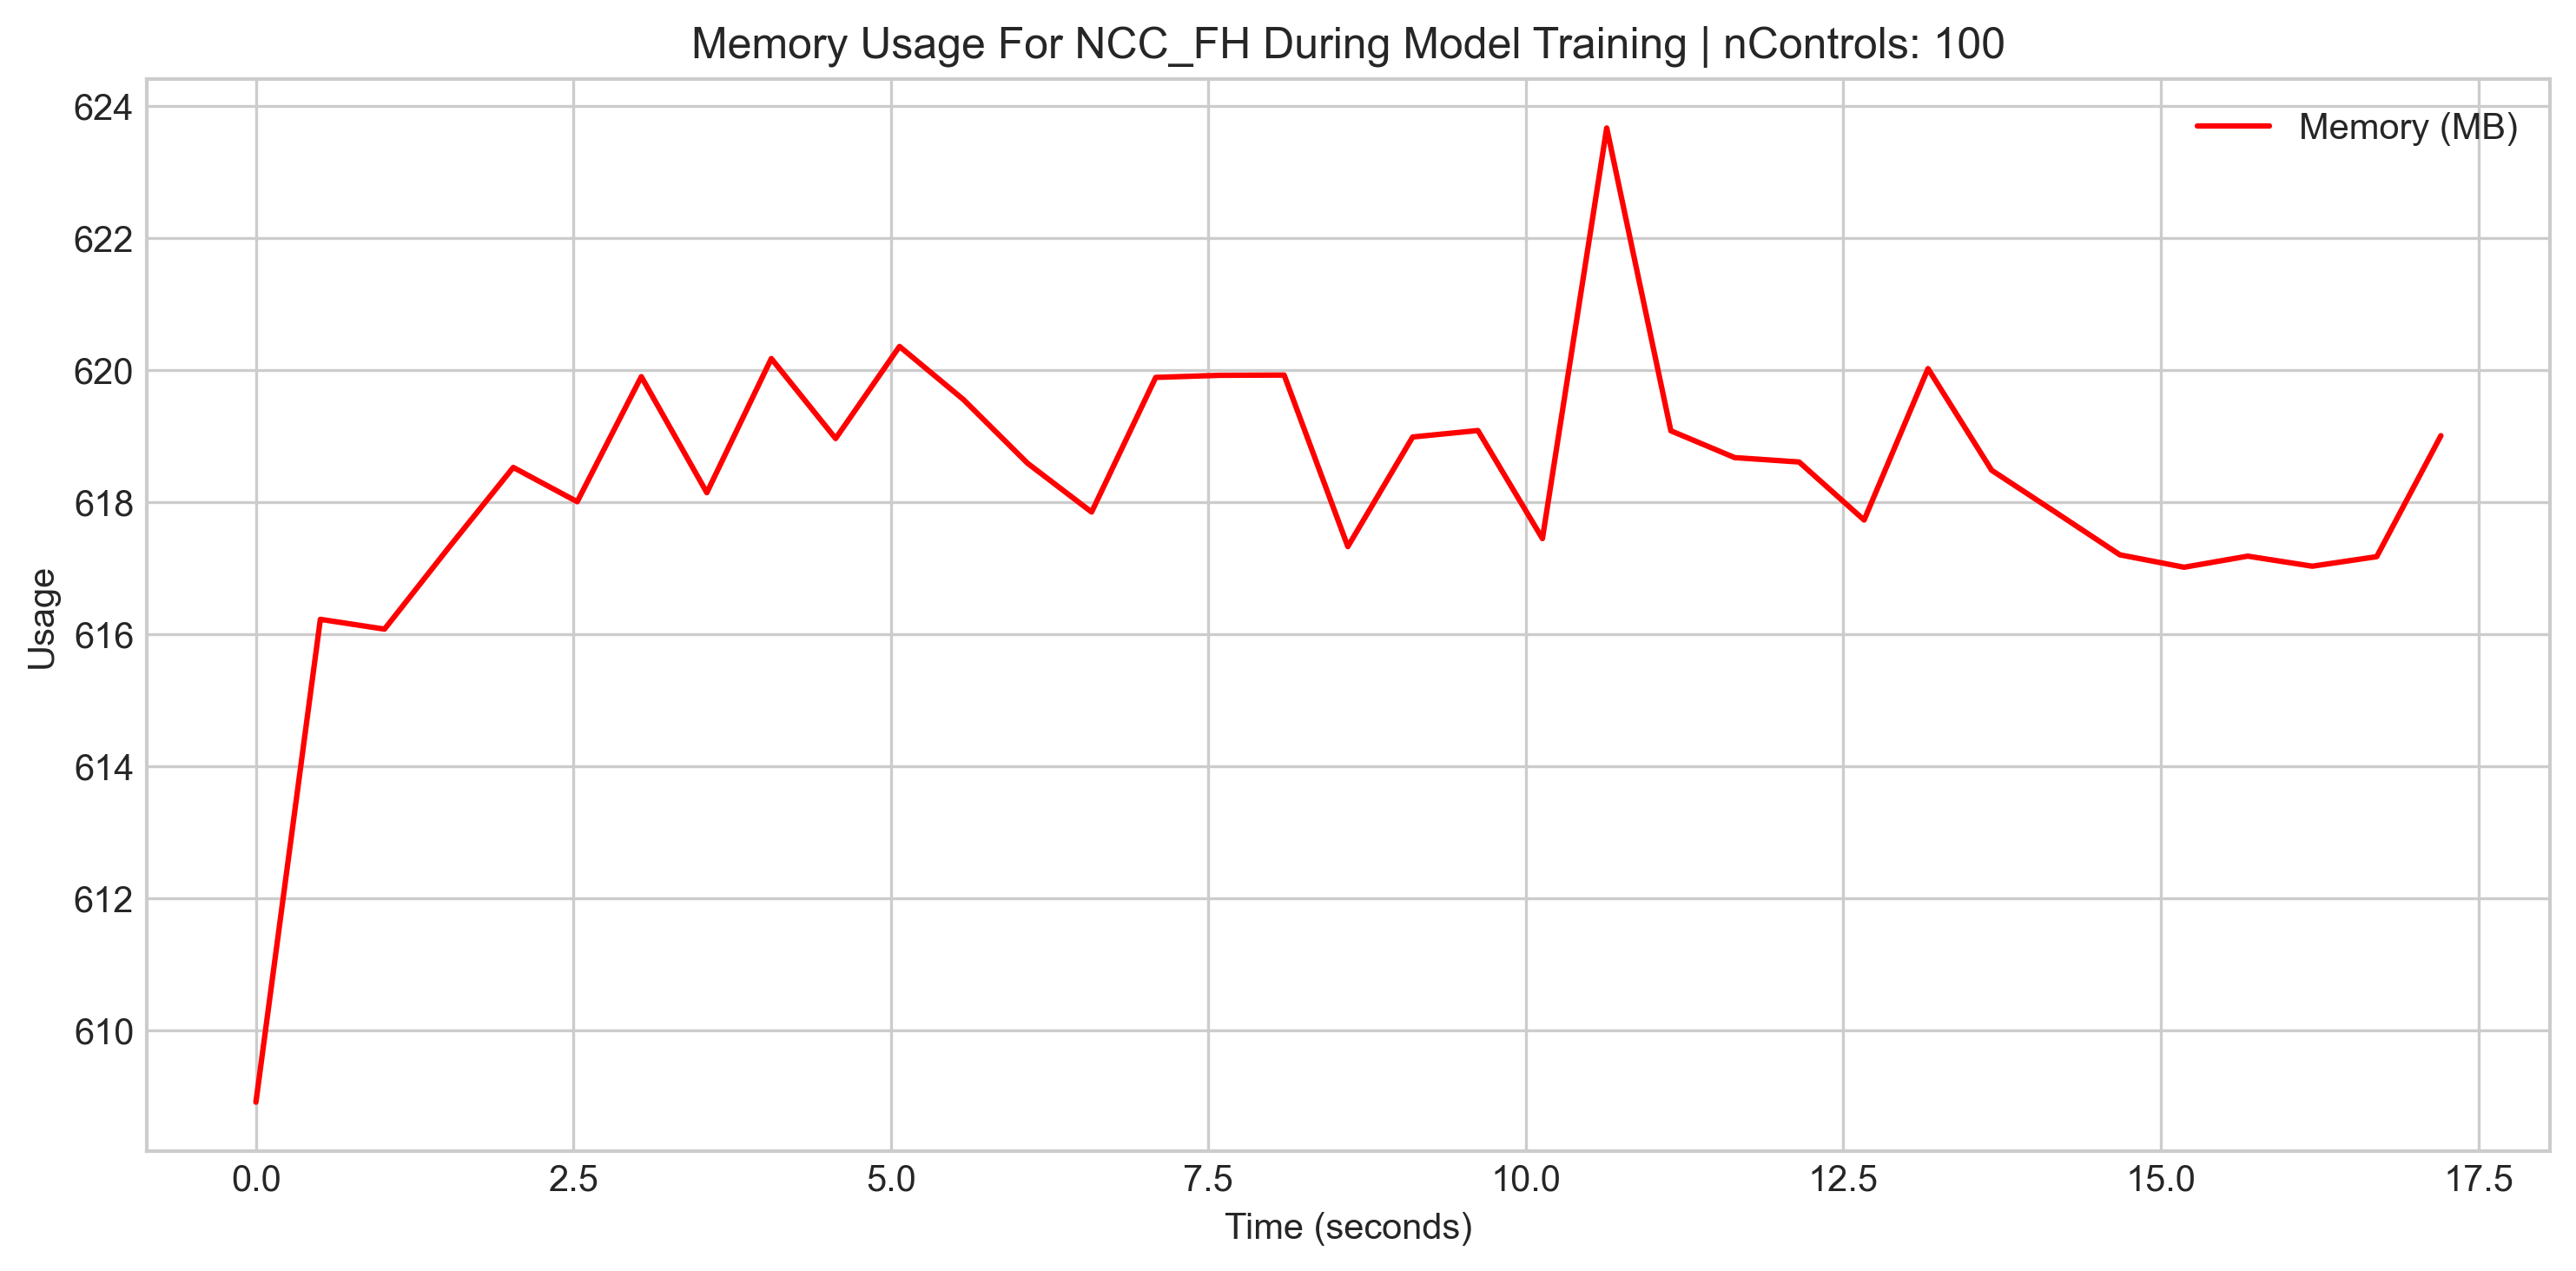 Memory Usage For NCC_FH During Model Training | nControls: 100
Memory (MB)
624
622
620
618
616
614
612
610
Usage
0.0 2.5 5.0 7.5 10.0 12.5 15.0 17.5
Time (seconds)